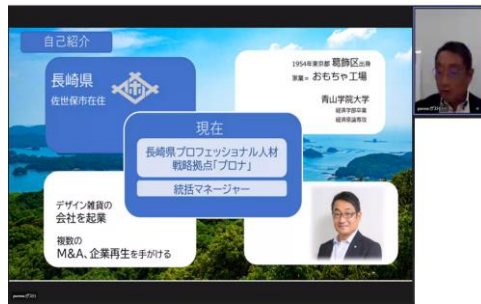 自己紹介
長崎県
佐世保市在住
1954年東京都 葛飾区出身
家業= おもちゃ工場
青山学院大学
経済学部卒業
現在
長崎県プロフェッショナル人材
戦略拠点「プロナ」
統括マネージャー
デザイン雑貨の
会社を起業
複数の
M&A、企業再生を手がける